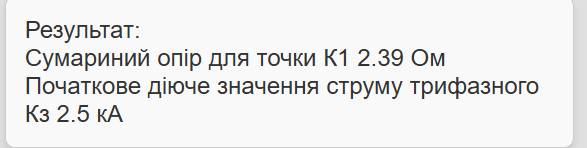 Результат:
Сумариний опір для точки К1 2.39 Ом
Початкове діюче значення струму трифазного
Кз 2.5 кА